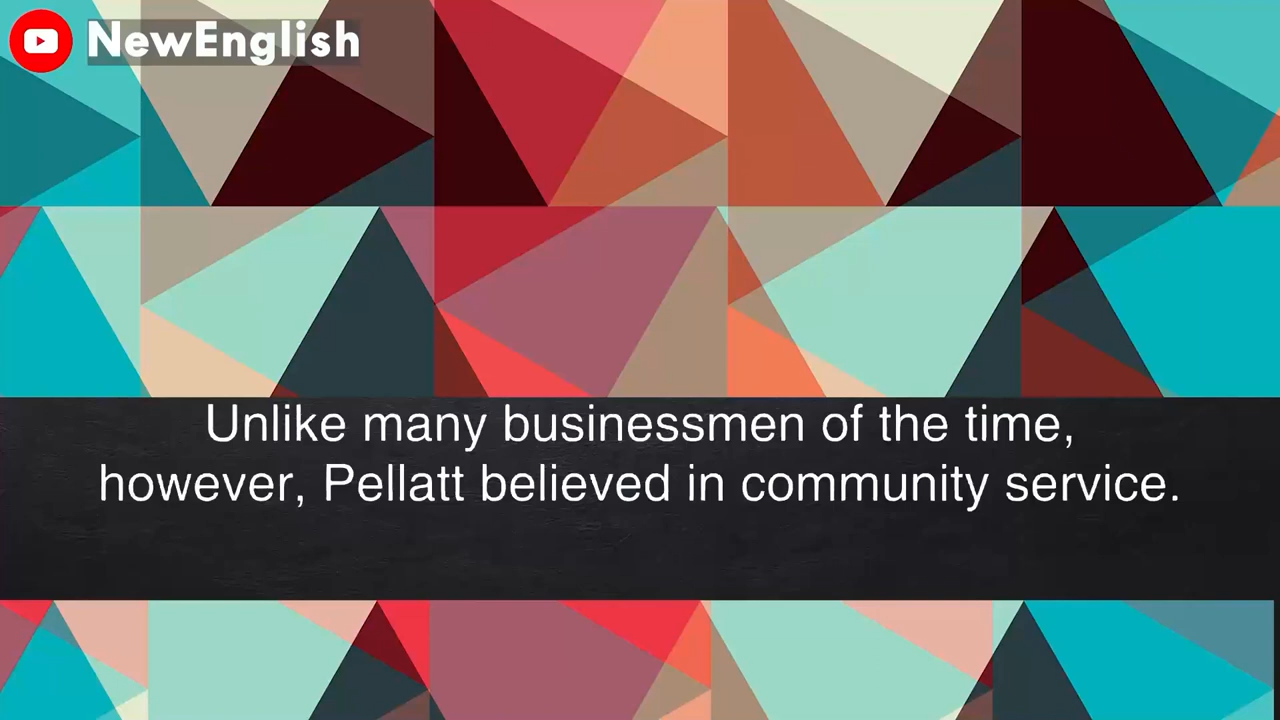 NewEnglish
Unlike many businessmen of the time,
however, Pellatt believed in community service.